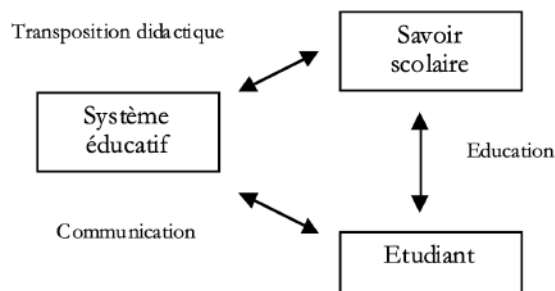 Transposition didactique
Savoir
scolaire
Système
éducatif
Education
Communication
Etudiant